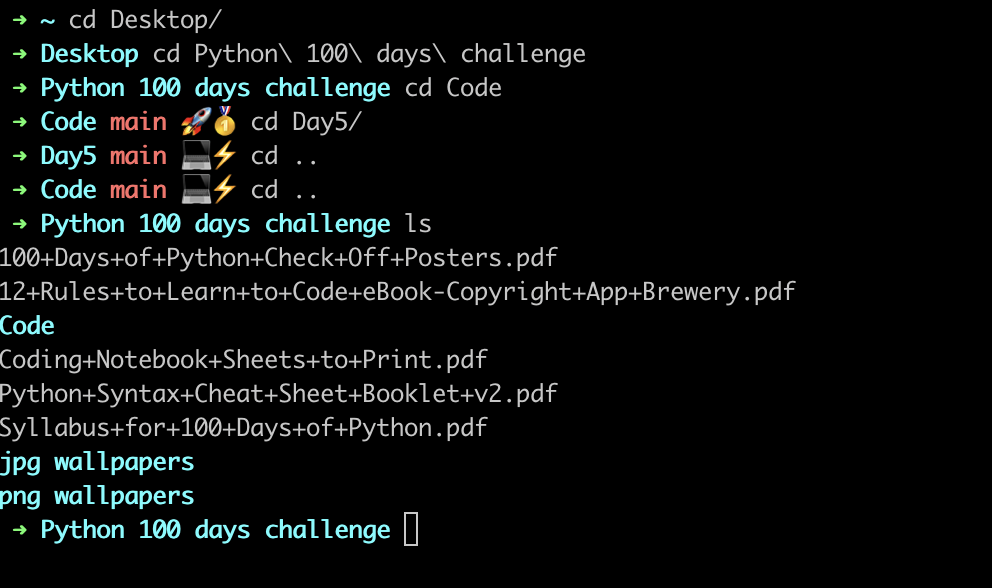 ➜ ~ cd Desktop/
➜ Desktop cd Python\ 100\ days\ challenge
➜ Python 100 days challenge cd Code
➜ Code main 🚀🏅 cd Day5/
➜ Day5 main 💻⚡ cd ..
➜ Code main 💻⚡ cd ..
➜ Python 100 days challenge ls
100+Days+of+Python+Check+Off+Posters.pdf
12+Rules+to+Learn+to+Code+eBook-Copyright+App+Brewery.pdf
Code
Coding+Notebook+Sheets+to+Print.pdf
Python+Syntax+Cheat+Sheet+Booklet+v2.pdf
Syllabus+for+100+Days+of+Python.pdf
jpg wallpapers
png wallpapers
➜ Python 100 days challenge